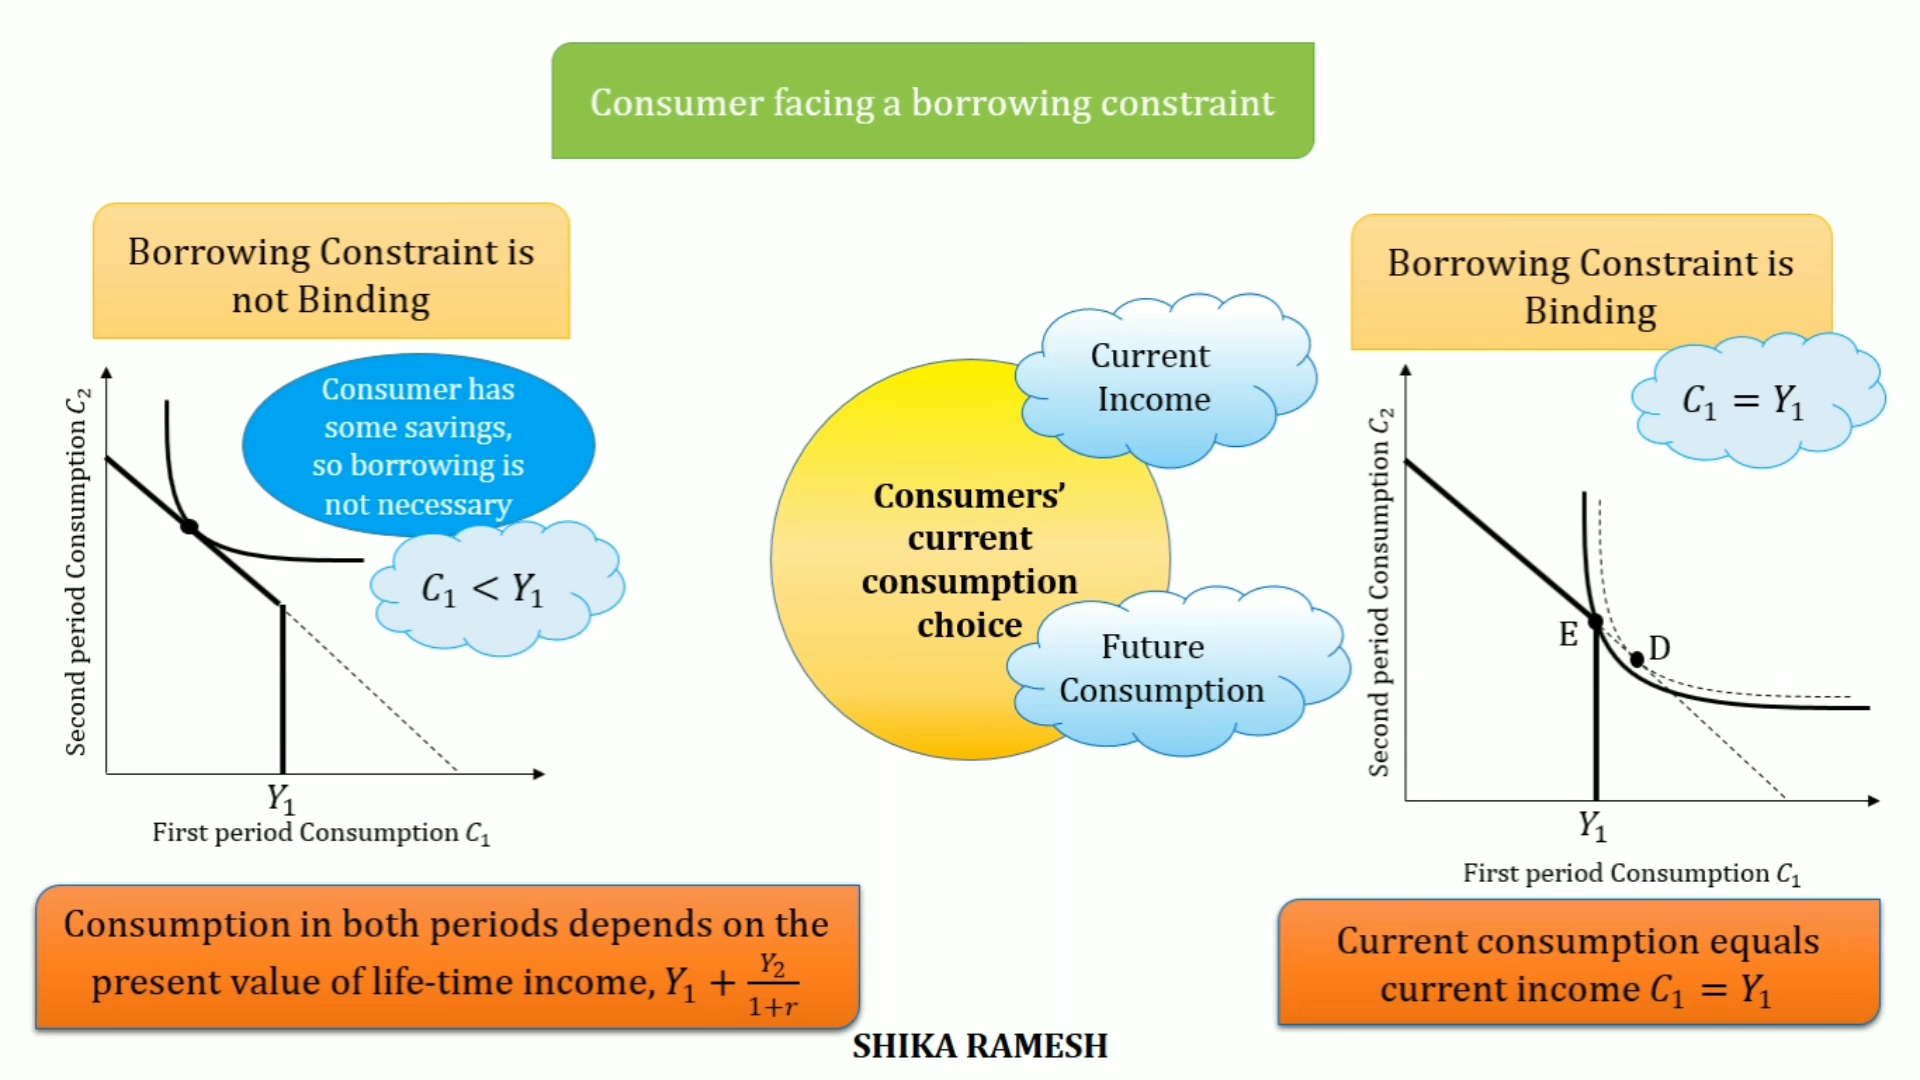 Consumer facing a borrowing constraint
Borrowing Constraint is
not Binding
Consumer has
some savings,
so borrowing is
not necessary
C₁ < Y₁
Second period Consumption C₂
Y₁
First period Consumption C₁
Consumption in both periods depends on the
present value of life-time income, Y₁ + Y₂/1+r
Current
Income
Consumers’
current
consumption
choice
Future
Consumption
Borrowing Constraint is
Binding
C₁ = Y₁
Second period Consumption C₂
E
D
Y₁
First period Consumption C₁
Current consumption equals
current income C₁ = Y₁
SHIKA RAMESH